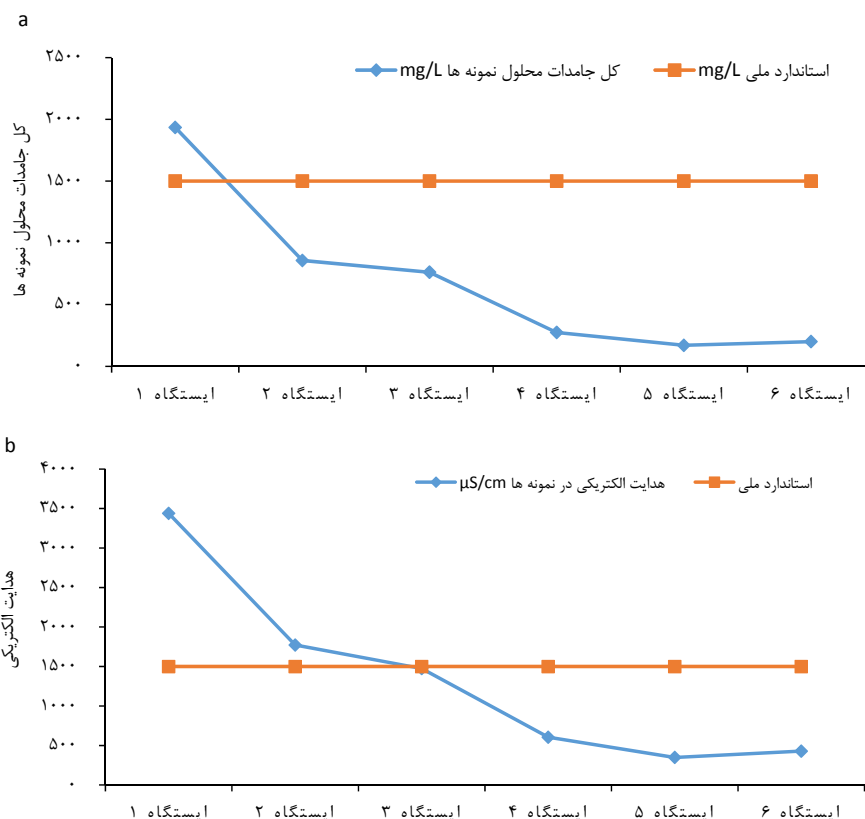 a
۲۵۰۰
کل جامدات محلول نمونه ها mg/L
استاندارد ملی mg/L
۲۰۰۰
۱۵۰۰
۱۰۰۰
۵۰۰
۰
کل جامدات محلول نمونه ها
ایستگاه ۱ ایستگاه ۲ ایستگاه ۳ ایستگاه ۴ ایستگاه ۵ ایستگاه ۶
b
۴۰۰۰
هدایت الکتریکی در نمونه ها µS/cm
استاندارد ملی
۳۵۰۰
۳۰۰۰
۲۵۰۰
۲۰۰۰
۱۵۰۰
۱۰۰۰
۵۰۰
۰
هدایت الکتریکی
ایستگاه ۱ ایستگاه ۲ ایستگاه ۳ ایستگاه ۴ ایستگاه ۵ ایستگاه ۶